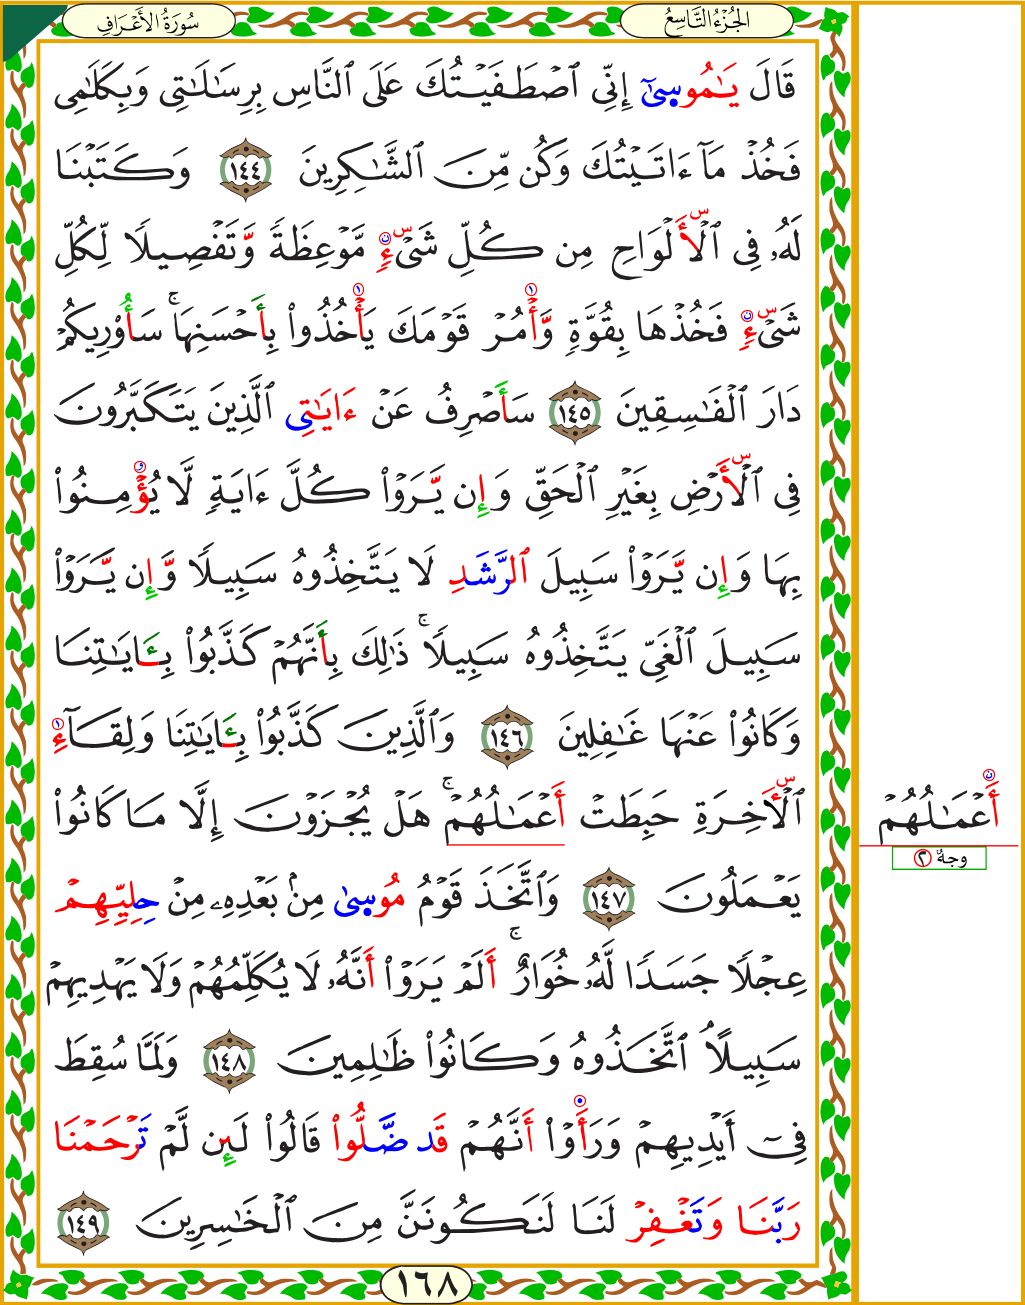 سُورَةُ الأَعْرَافِ
الجُزْءُ التَّاسِعُ
قَالَ يَـٰمُوسِىٰٓ إِنِّى ٱصۡطَفَيۡتُكَ عَلَى ٱلنَّاسِ بِرِسَـٰلَـٰتِى وَبِكَلَـٰمِى
فَخُذۡ مَآ ءَاتَيۡتُكَ وَكُن مِّنَ ٱلشَّـٰكِرِينَ ١٤٤ وَكَتَبۡنَا
لَهُۥ فِى ٱلۡأَلۡوَاحِ مِن كُلِّ شَىۡءٍ مَّوۡعِظَةً وَّتَفۡصِيلًا لِّكُلِّ
شَىۡءٍ فَخُذۡهَا بِقُوَّةٍ وَّأۡمُرۡ قَوۡمَكَ يَأۡخُذُواْ بِأَحۡسَنِهَاۚ سَأُوْرِيكُمۡ
دَارَ ٱلۡفَـٰسِقِينَ ١٤٥ سَأَصۡرِفُ عَنۡ ءَايَـٰتِى ٱلَّذِينَ يَتَكَبَّرُونَ
فِى ٱلۡأَرۡضِ بِغَيۡرِ ٱلۡحَقِّ وَإِن يَّرَوۡاْ كُلَّ ءَايَةٍ لَّا يُؤۡمِنُواْ
بِهَا وَإِن يَّرَوۡاْ سَبِيلَ ٱلرَّشَدِ لَا يَتَّخِذُوهُ سَبِيلًا وَّإِن يَّرَوۡاْ
سَبِيلَ ٱلۡغَىِّ يَتَّخِذُوهُ سَبِيلًاۚ ذَٰلِكَ بِأَنَّهُمۡ كَذَّبُواْ بِـَٔايَـٰتِنَا
وَكَانُواْ عَنۡهَا غَـٰفِلِينَ ١٤٦ وَٱلَّذِينَ كَذَّبُواْ بِـَٔايَـٰتِنَا وَلِقَآءِ
ٱلۡأَخِرَةِ حَبِطَتۡ أَعۡمَـٰلُهُمۡۚ هَلۡ يُجۡزَوۡنَ إِلَّا مَا كَانُواْ
أَعۡمَـٰلُهُمۡ
وجهٌ ٢
يَعۡمَلُونَ ١٤٧ وَٱتَّخَذَ قَوۡمُ مُوسِىٰ مِنۢ بَعۡدِهِۦ مِنۡ حِلِيِّهِمۡ
عِجۡلًا جَسَدًا لَّهُۥ خُوَارٌۚ أَلَمۡ يَرَوۡاْ أَنَّهُۥ لَا يُكَلِّمُهُمۡ وَلَا يَهۡدِيهِمۡ
سَبِيلًاۘ ٱتَّخَذُوهُ وَكَانُواْ ظَـٰلِمِينَ ١٤٨ وَلَمَّا سُقِطَ
فِىٓ أَيۡدِيهِمۡ وَرَأَوۡاْ أَنَّهُمۡ قَد ضَّلُّواْ قَالُواْ لَئِن لَّمۡ تَرۡحَمۡنَا
رَبَّنَا وَتَغۡفِرۡ لَنَا لَنَكُونَنَّ مِنَ ٱلۡخَـٰسِرِينَ ١٤٩
١٦٨